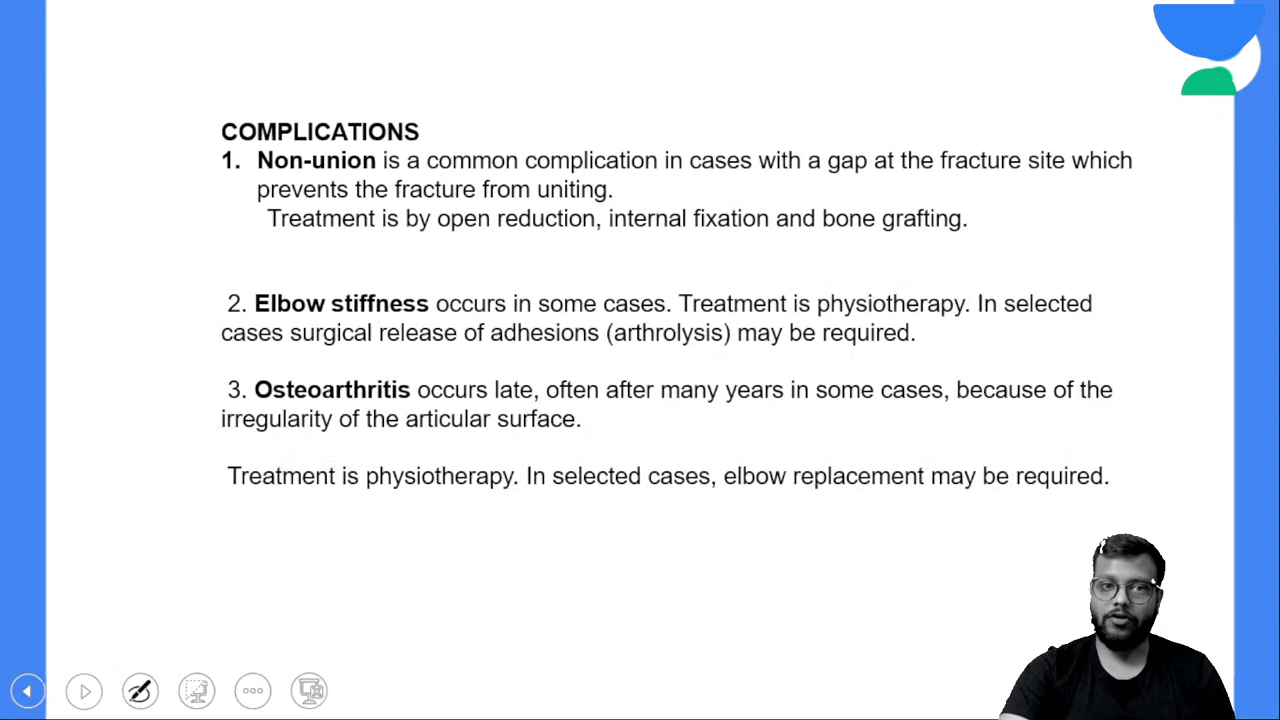 COMPLICATIONS
1. Non-union is a common complication in cases with a gap at the fracture site which
prevents the fracture from uniting.
Treatment is by open reduction, internal fixation and bone grafting.
2. Elbow stiffness occurs in some cases. Treatment is physiotherapy. In selected
cases surgical release of adhesions (arthrolysis) may be required.
3. Osteoarthritis occurs late, often after many years in some cases, because of the
irregularity of the articular surface.
Treatment is physiotherapy. In selected cases, elbow replacement may be required.